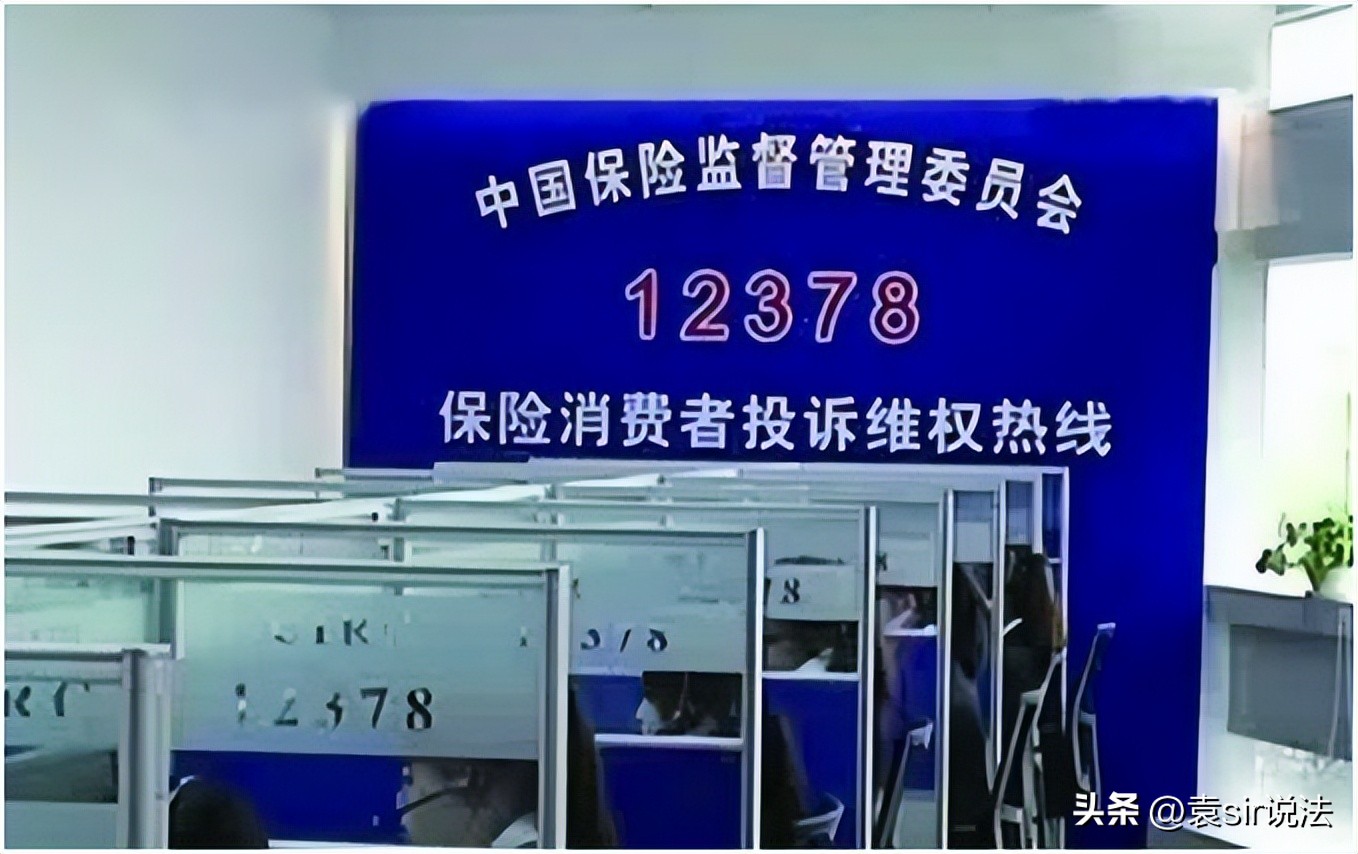 中国保险监督管理委员会
12378
保险消费者投诉维权热线
8
12378
头条 @袁sir说法